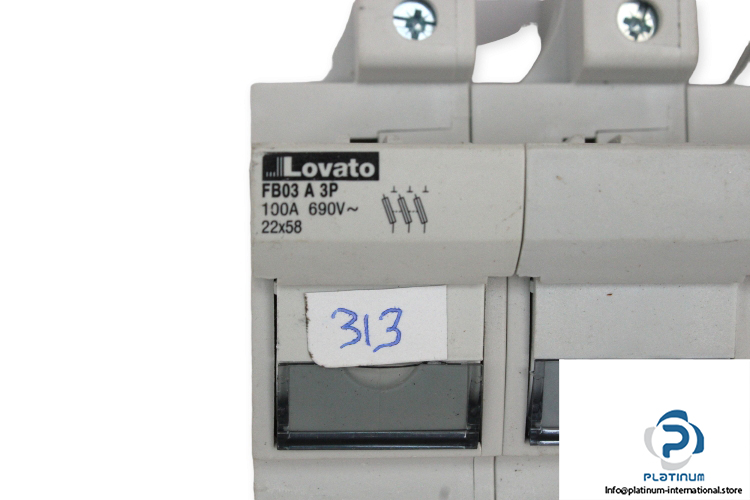 Lovato
FB03 A 3P
100A 690V~
22x58
313
PLATINUM
Info@platinum-international.store